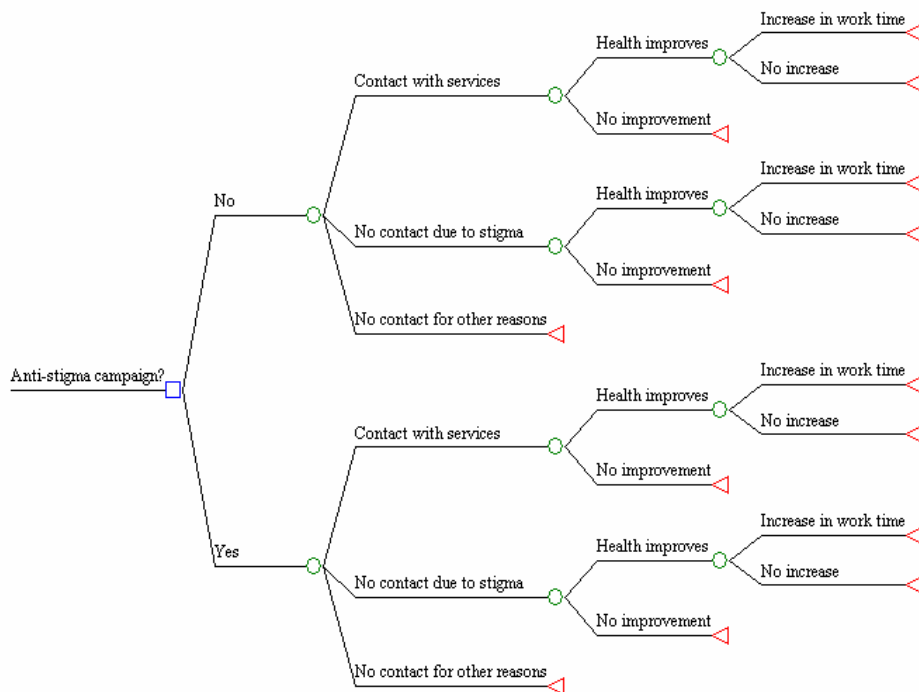 Increase in work time
Health improves
No increase
Contact with services
No improvement
Increase in work time
No
Health improves
No increase
No contact due to stigma
No improvement
No contact for other reasons
Anti-stigma campaign?
Increase in work time
Health improves
No increase
Contact with services
No improvement
Increase in work time
Yes
Health improves
No increase
No contact due to stigma
No improvement
No contact for other reasons